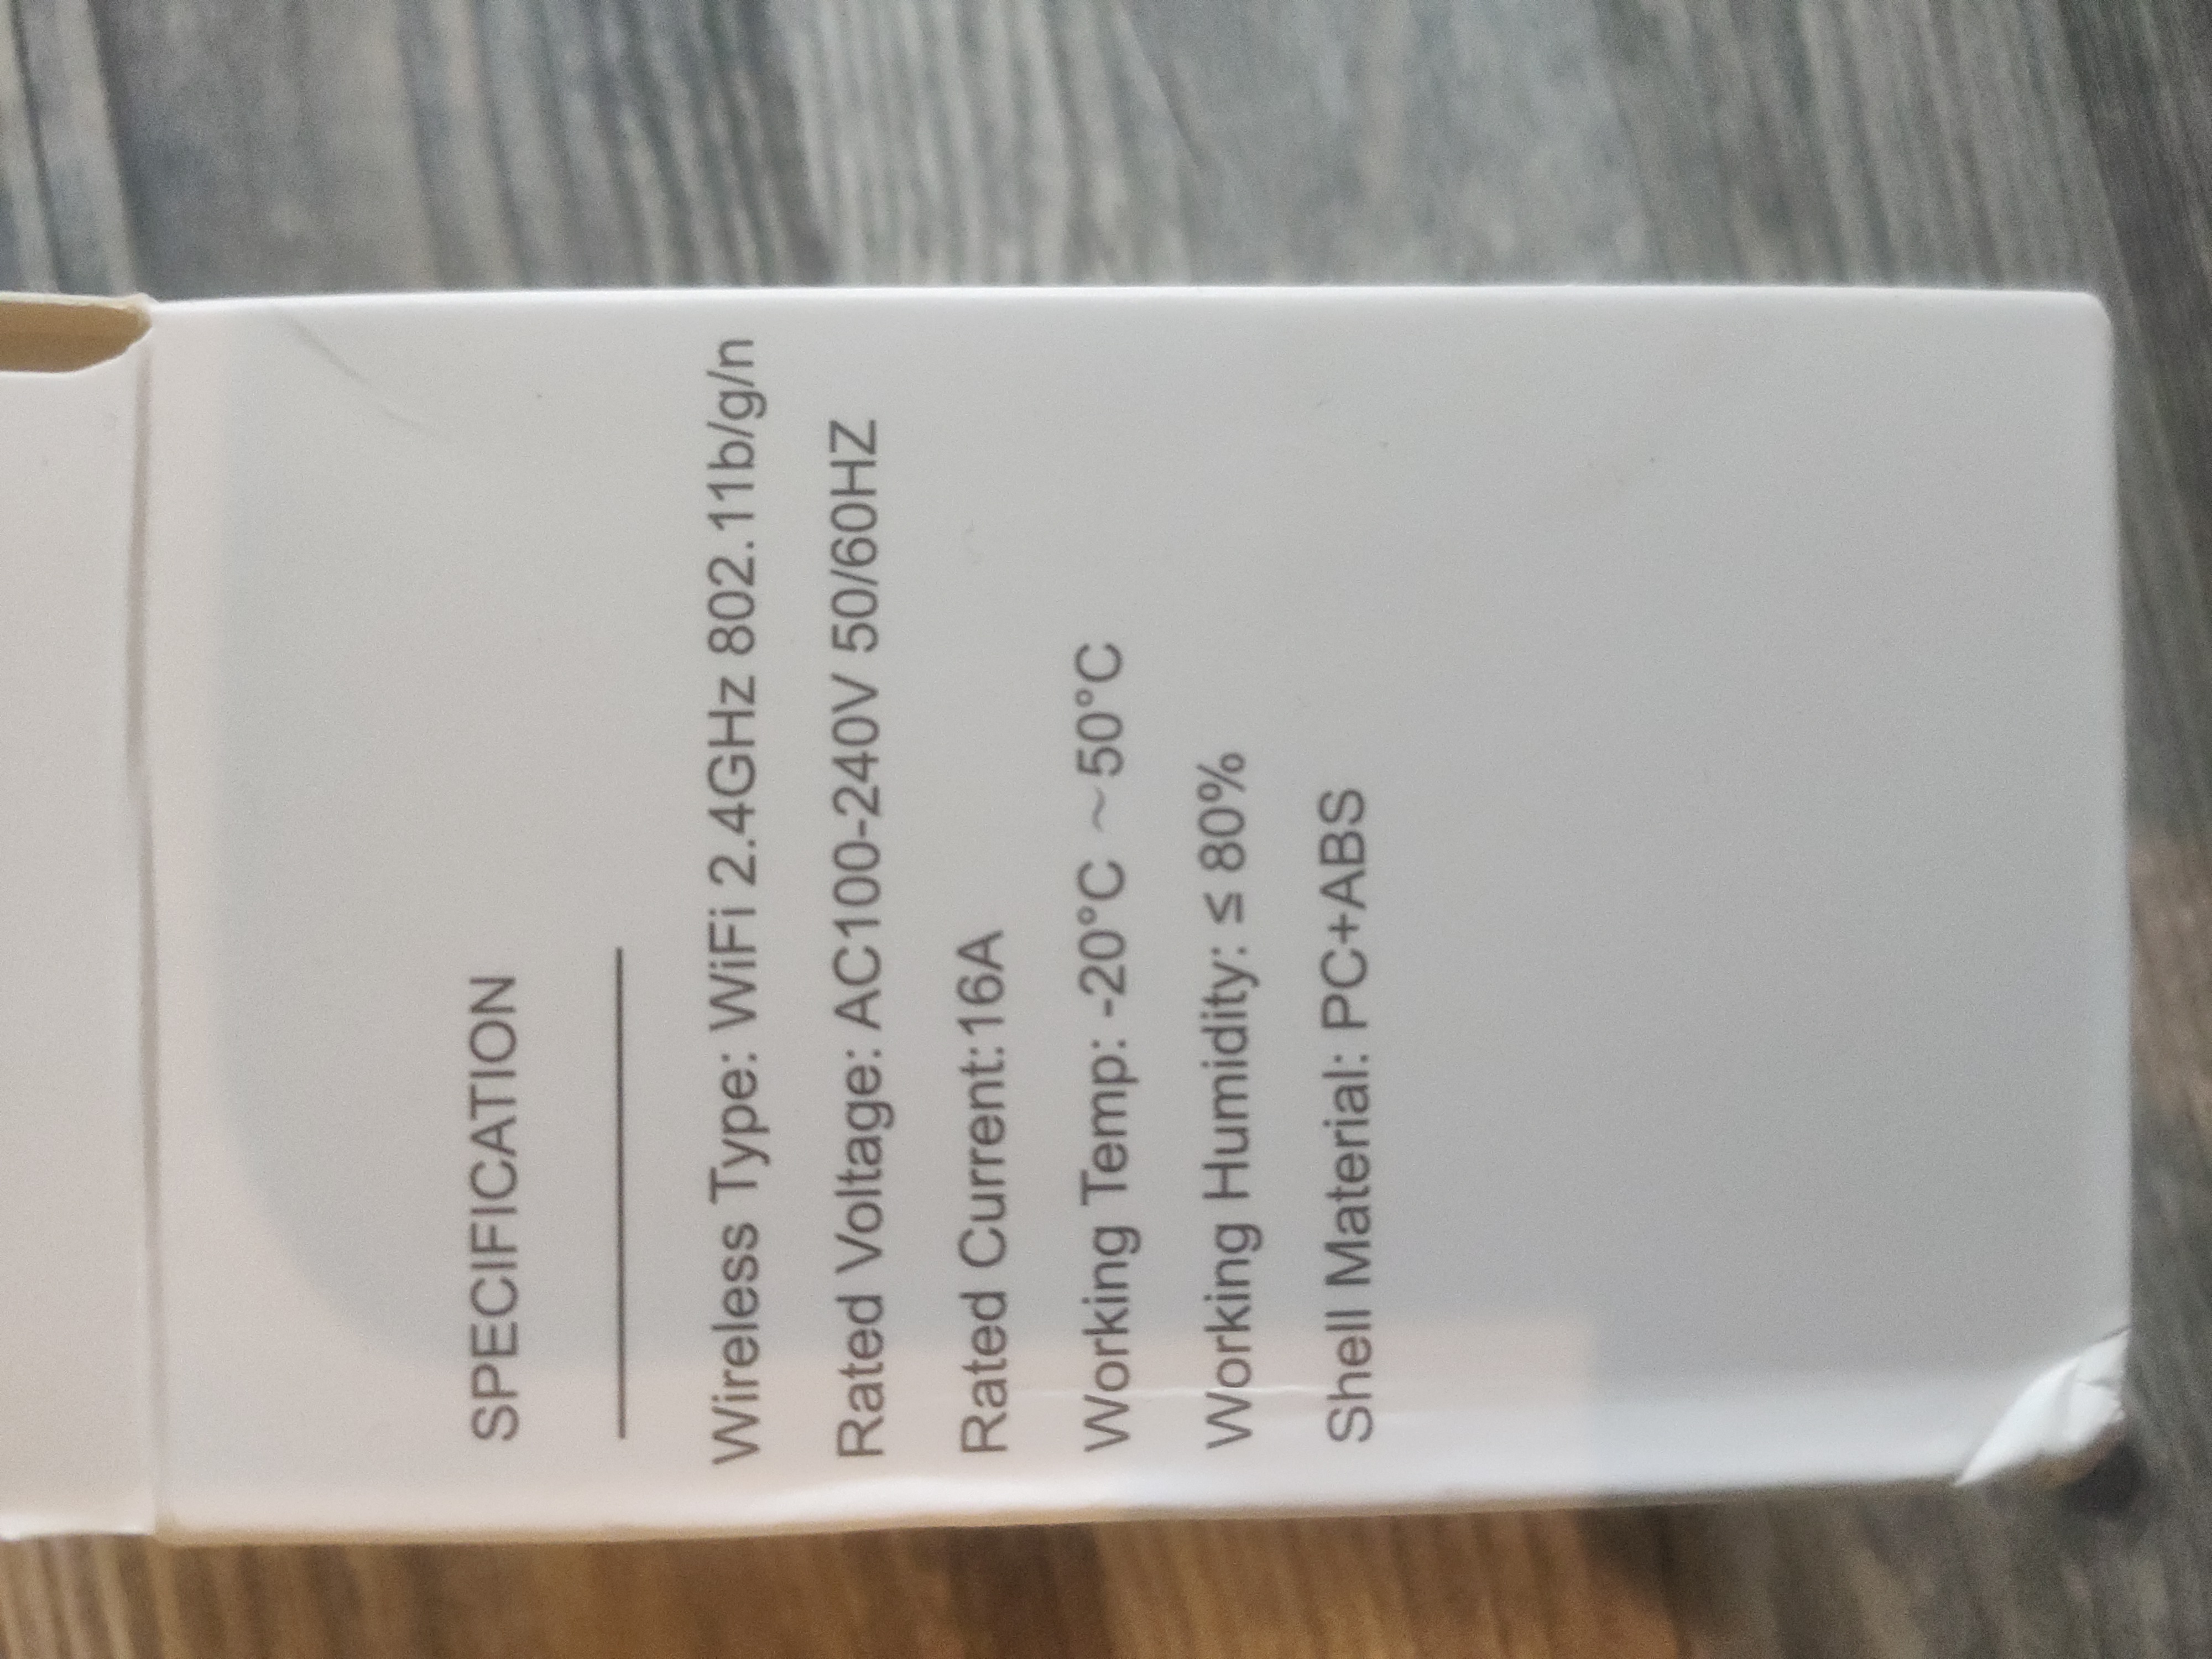 SPECIFICATION
Wireless Type: WiFi 2.4GHz 802.11b/g/n
Rated Voltage: AC100-240V 50/60HZ
Rated Current:16A
Working Temp: -20°C ~50°C
Working Humidity: ≤ 80%
Shell Material: PC+ABS